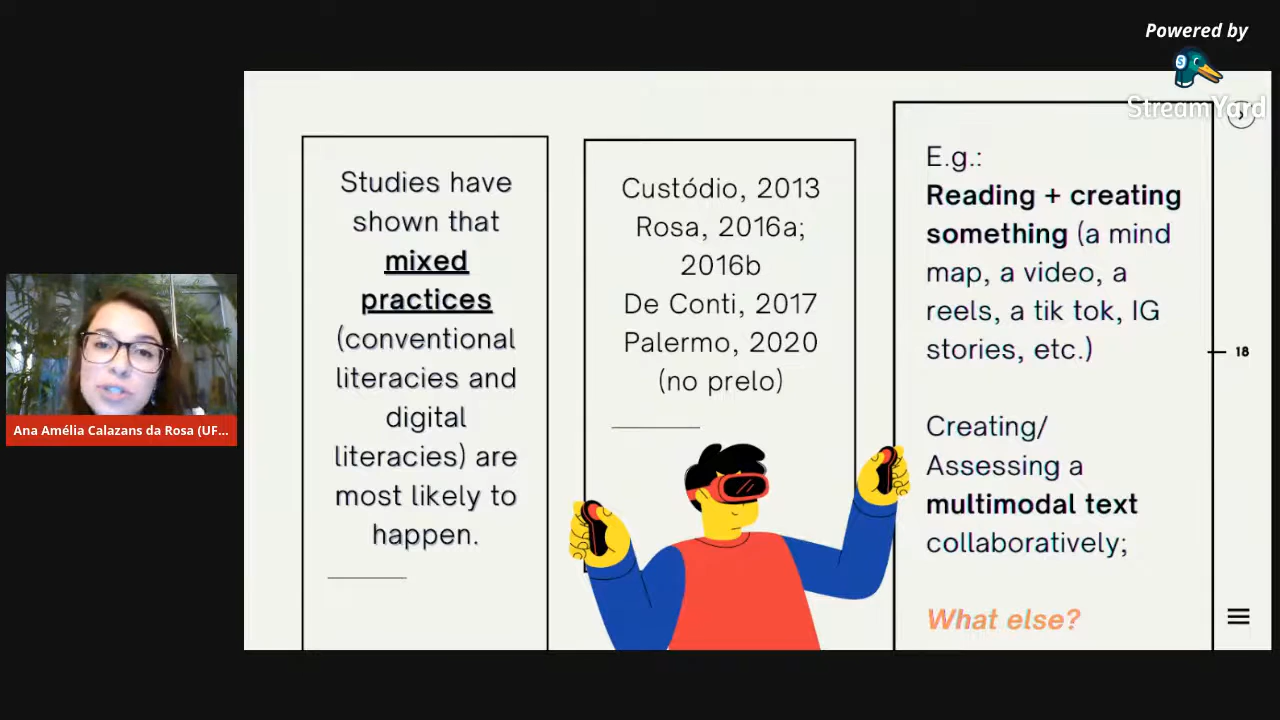 Powered by
StreamYard
Studies have
shown that
mixed
practices
(conventional
literacies and
digital
literacies) are
most likely to
happen.
Custódio, 2013
Rosa, 2016a;
2016b
De Conti, 2017
Palermo, 2020
(no prelo)
E.g.:
Reading + creating
something (a mind
map, a video, a
reels, a tik tok, IG
stories, etc.)
Creating/
Assessing a
multimodal text
collaboratively;
What else?
18
Ana Amélia Calazans da Rosa (UF...